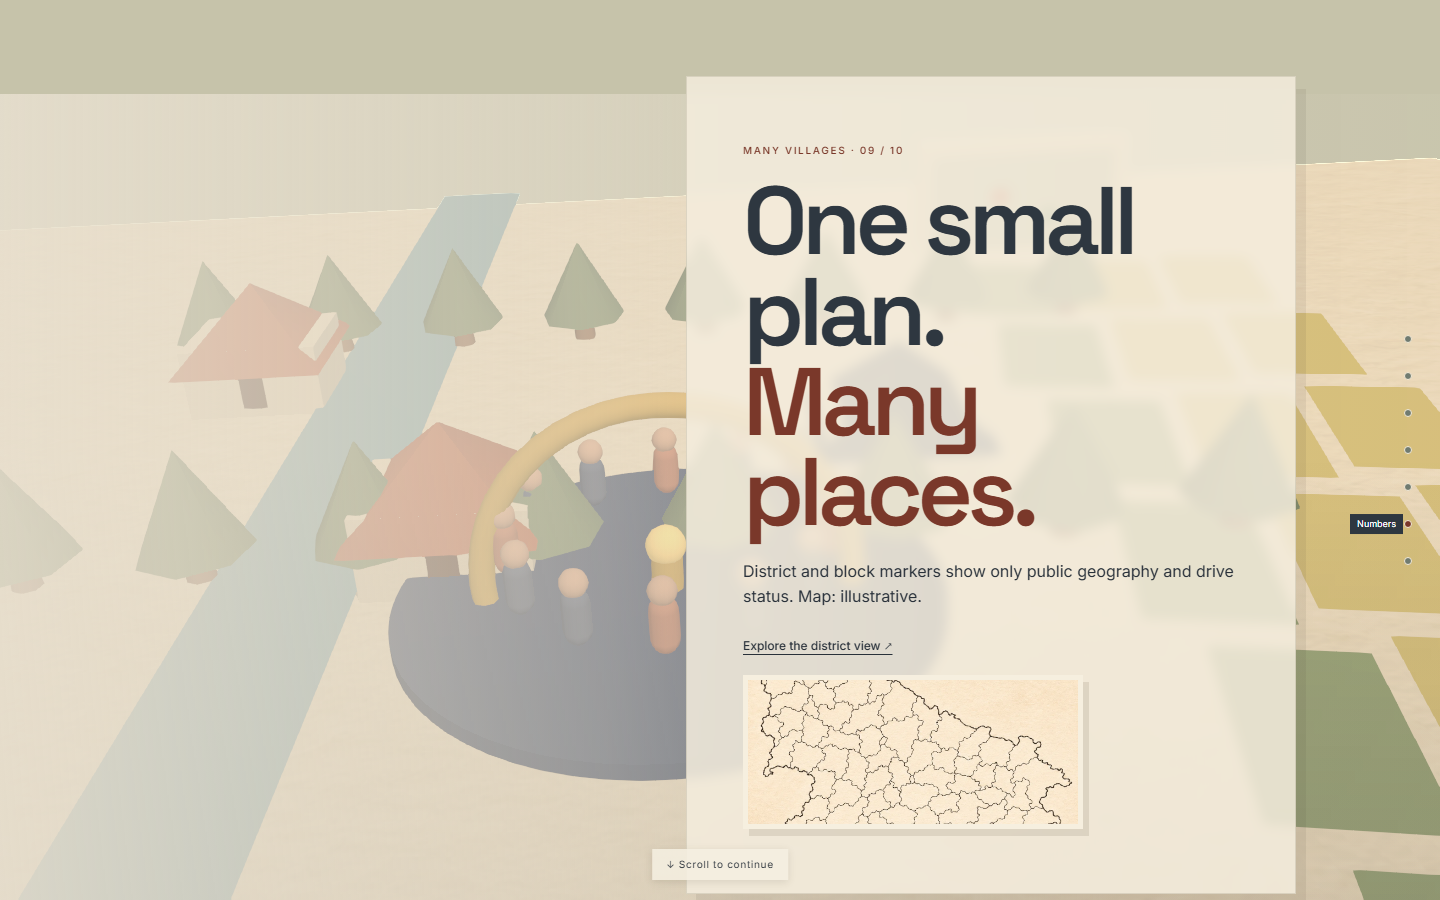 MANY VILLAGES · 09 / 10
One small
plan.
Many
places.
District and block markers show only public geography and drive
status. Map: illustrative.
Explore the district view ↗
Numbers
↓ Scroll to continue